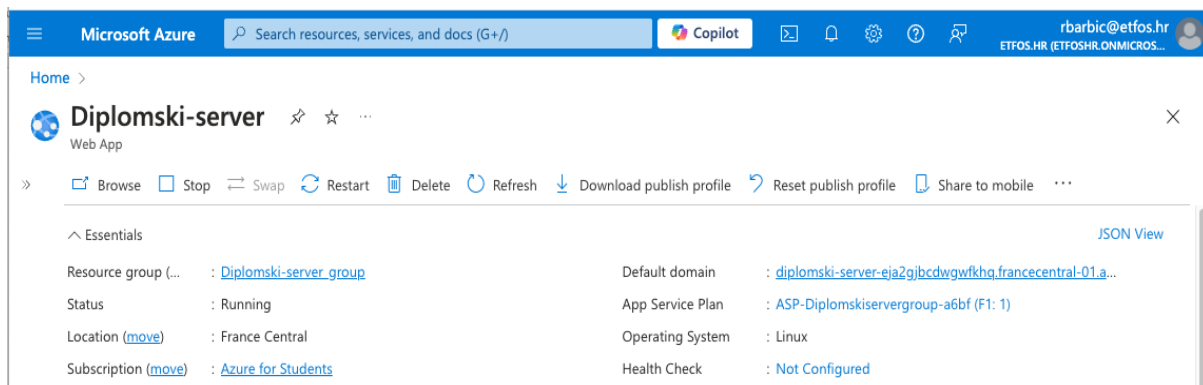 Microsoft Azure Search resources, services, and docs (G+/) Copilot rbarbic@etfos.hr
ETFOS.HR (ETFOSHR.ONMICROS...
Home >
Diplomski-server ...
Web App
Browse Stop Swap Restart Delete Refresh Download publish profile Reset publish profile Share to mobile ...
Essentials JSON View
Resource group (... : Diplomski-server_group Default domain : diplomski-server-eja2gjbcdwgwfkhq.francecentral-01.a...
Status : Running App Service Plan : ASP-Diplomskiservergroup-a6bf (F1: 1)
Location (move) : France Central Operating System : Linux
Subscription (move) : Azure for Students Health Check : Not Configured